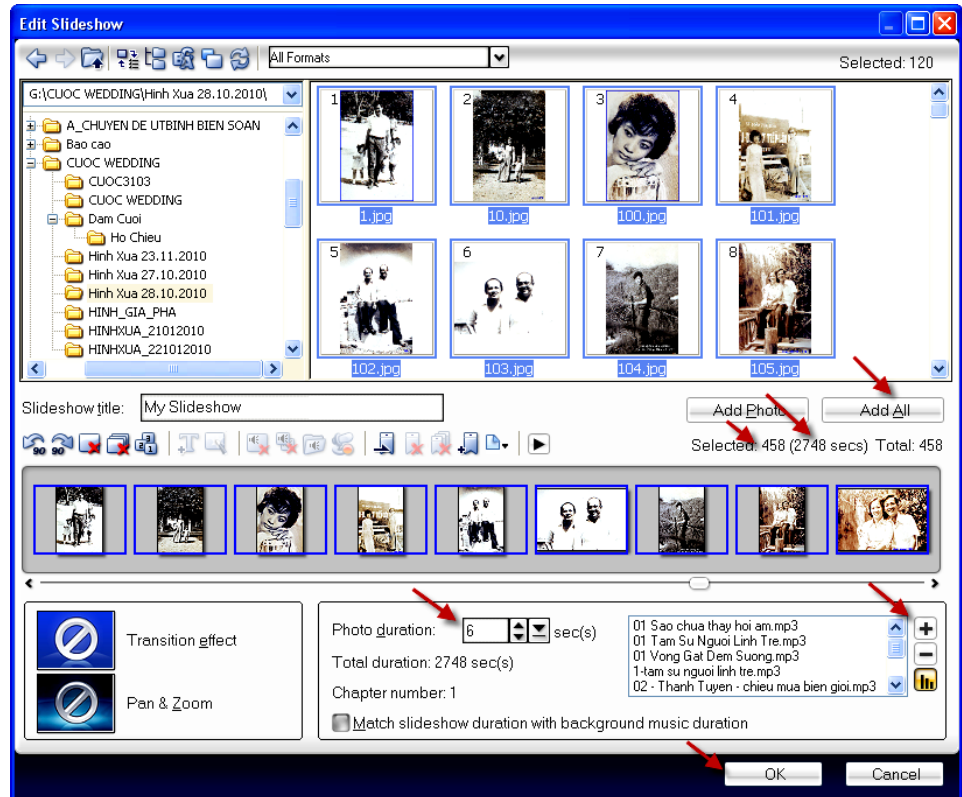 Edit Slideshow
All Formats
Selected: 120
G:\CUOC WEDDING\Hinh Xua 28.10.2010\
A_CHUYEN DE UTBINH BIEN SOAN
Bao cao
CUOC WEDDING
CUOC3103
CUOC WEDDING
Dam Cuoi
Ho Chieu
Hinh Xua 23.11.2010
Hinh Xua 27.10.2010
Hinh Xua 28.10.2010
HINH_GIA_PHA
HINHXUA_21012010
HINHXUA_221012010
1 2 3 4
1.jpg 10.jpg 100.jpg 101.jpg
5 6 7 8
102.jpg 103.jpg 104.jpg 105.jpg
Slideshow title: My Slideshow
Add Photo Add All
90 90
Selected: 458 (2748 secs) Total: 458
Transition effect
Pan & Zoom
Photo duration: 6 sec(s)
Total duration: 2748 sec(s)
Chapter number: 1
Match slideshow duration with background music duration
01 Sao chua thay hoi am.mp3
01 Tam Su Nguoi Linh Tre.mp3
01 Vong Gat Dem Suong.mp3
1-tam su nguoi linh tre.mp3
02 - Thanh Tuyen - chieu mua bien gioi.mp3
OK Cancel